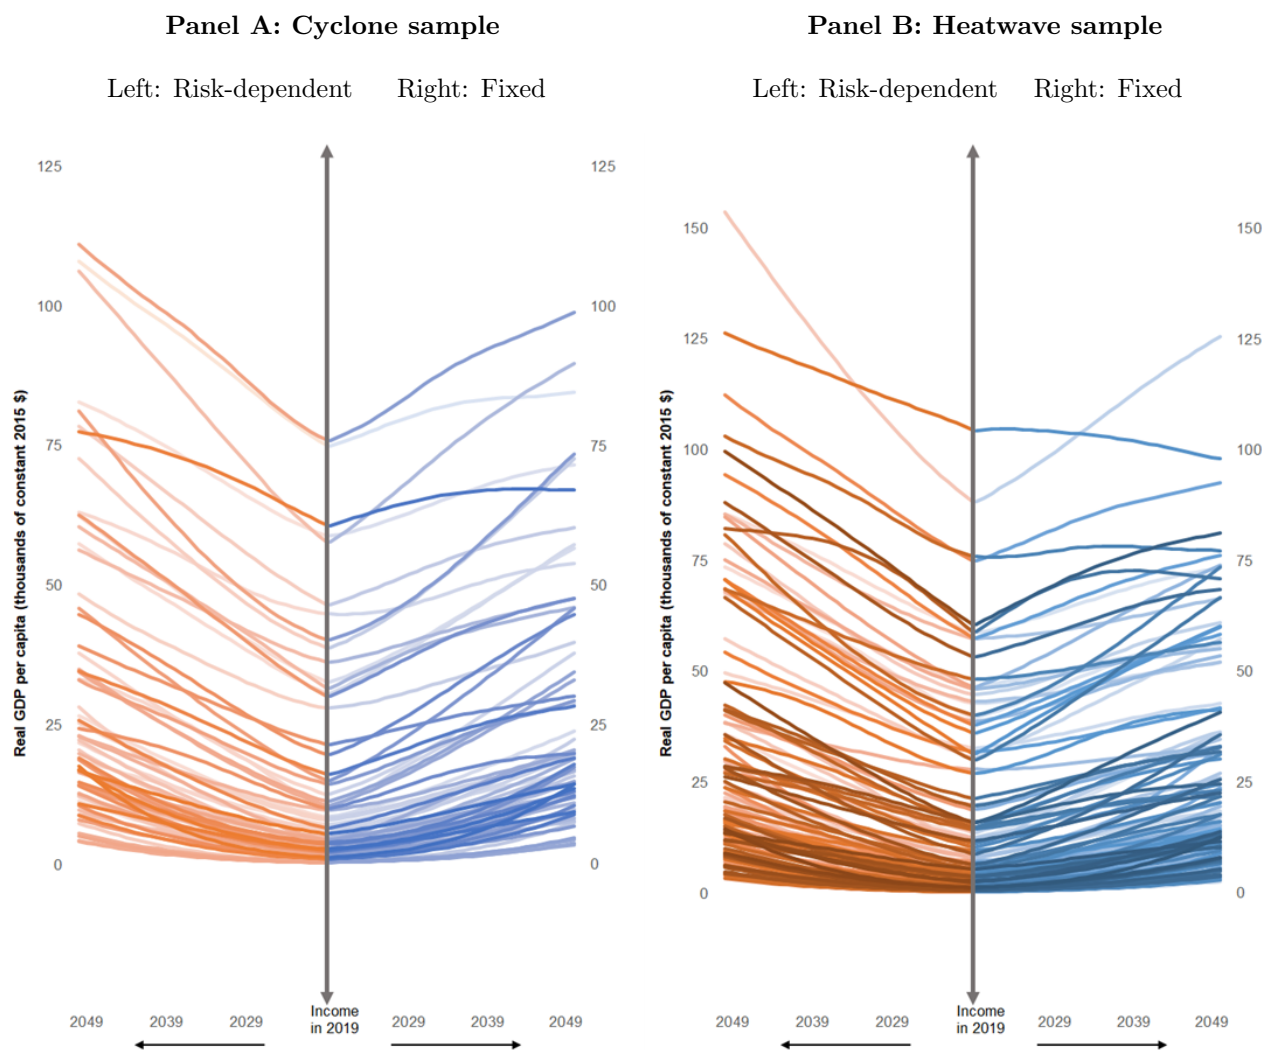 Panel A: Cyclone sample
Left: Risk-dependent Right: Fixed
125 125
100 100
75 75
50 50
25 25
0 0
Real GDP per capita (thousands of constant 2015 $)
2049 2039 2029 Income in 2019 2029 2039 2049
Panel B: Heatwave sample
Left: Risk-dependent Right: Fixed
150 150
125 125
100 100
75 75
50 50
25 25
0 0
Real GDP per capita (thousands of constant 2015 $)
2049 2039 2029 Income in 2019 2029 2039 2049